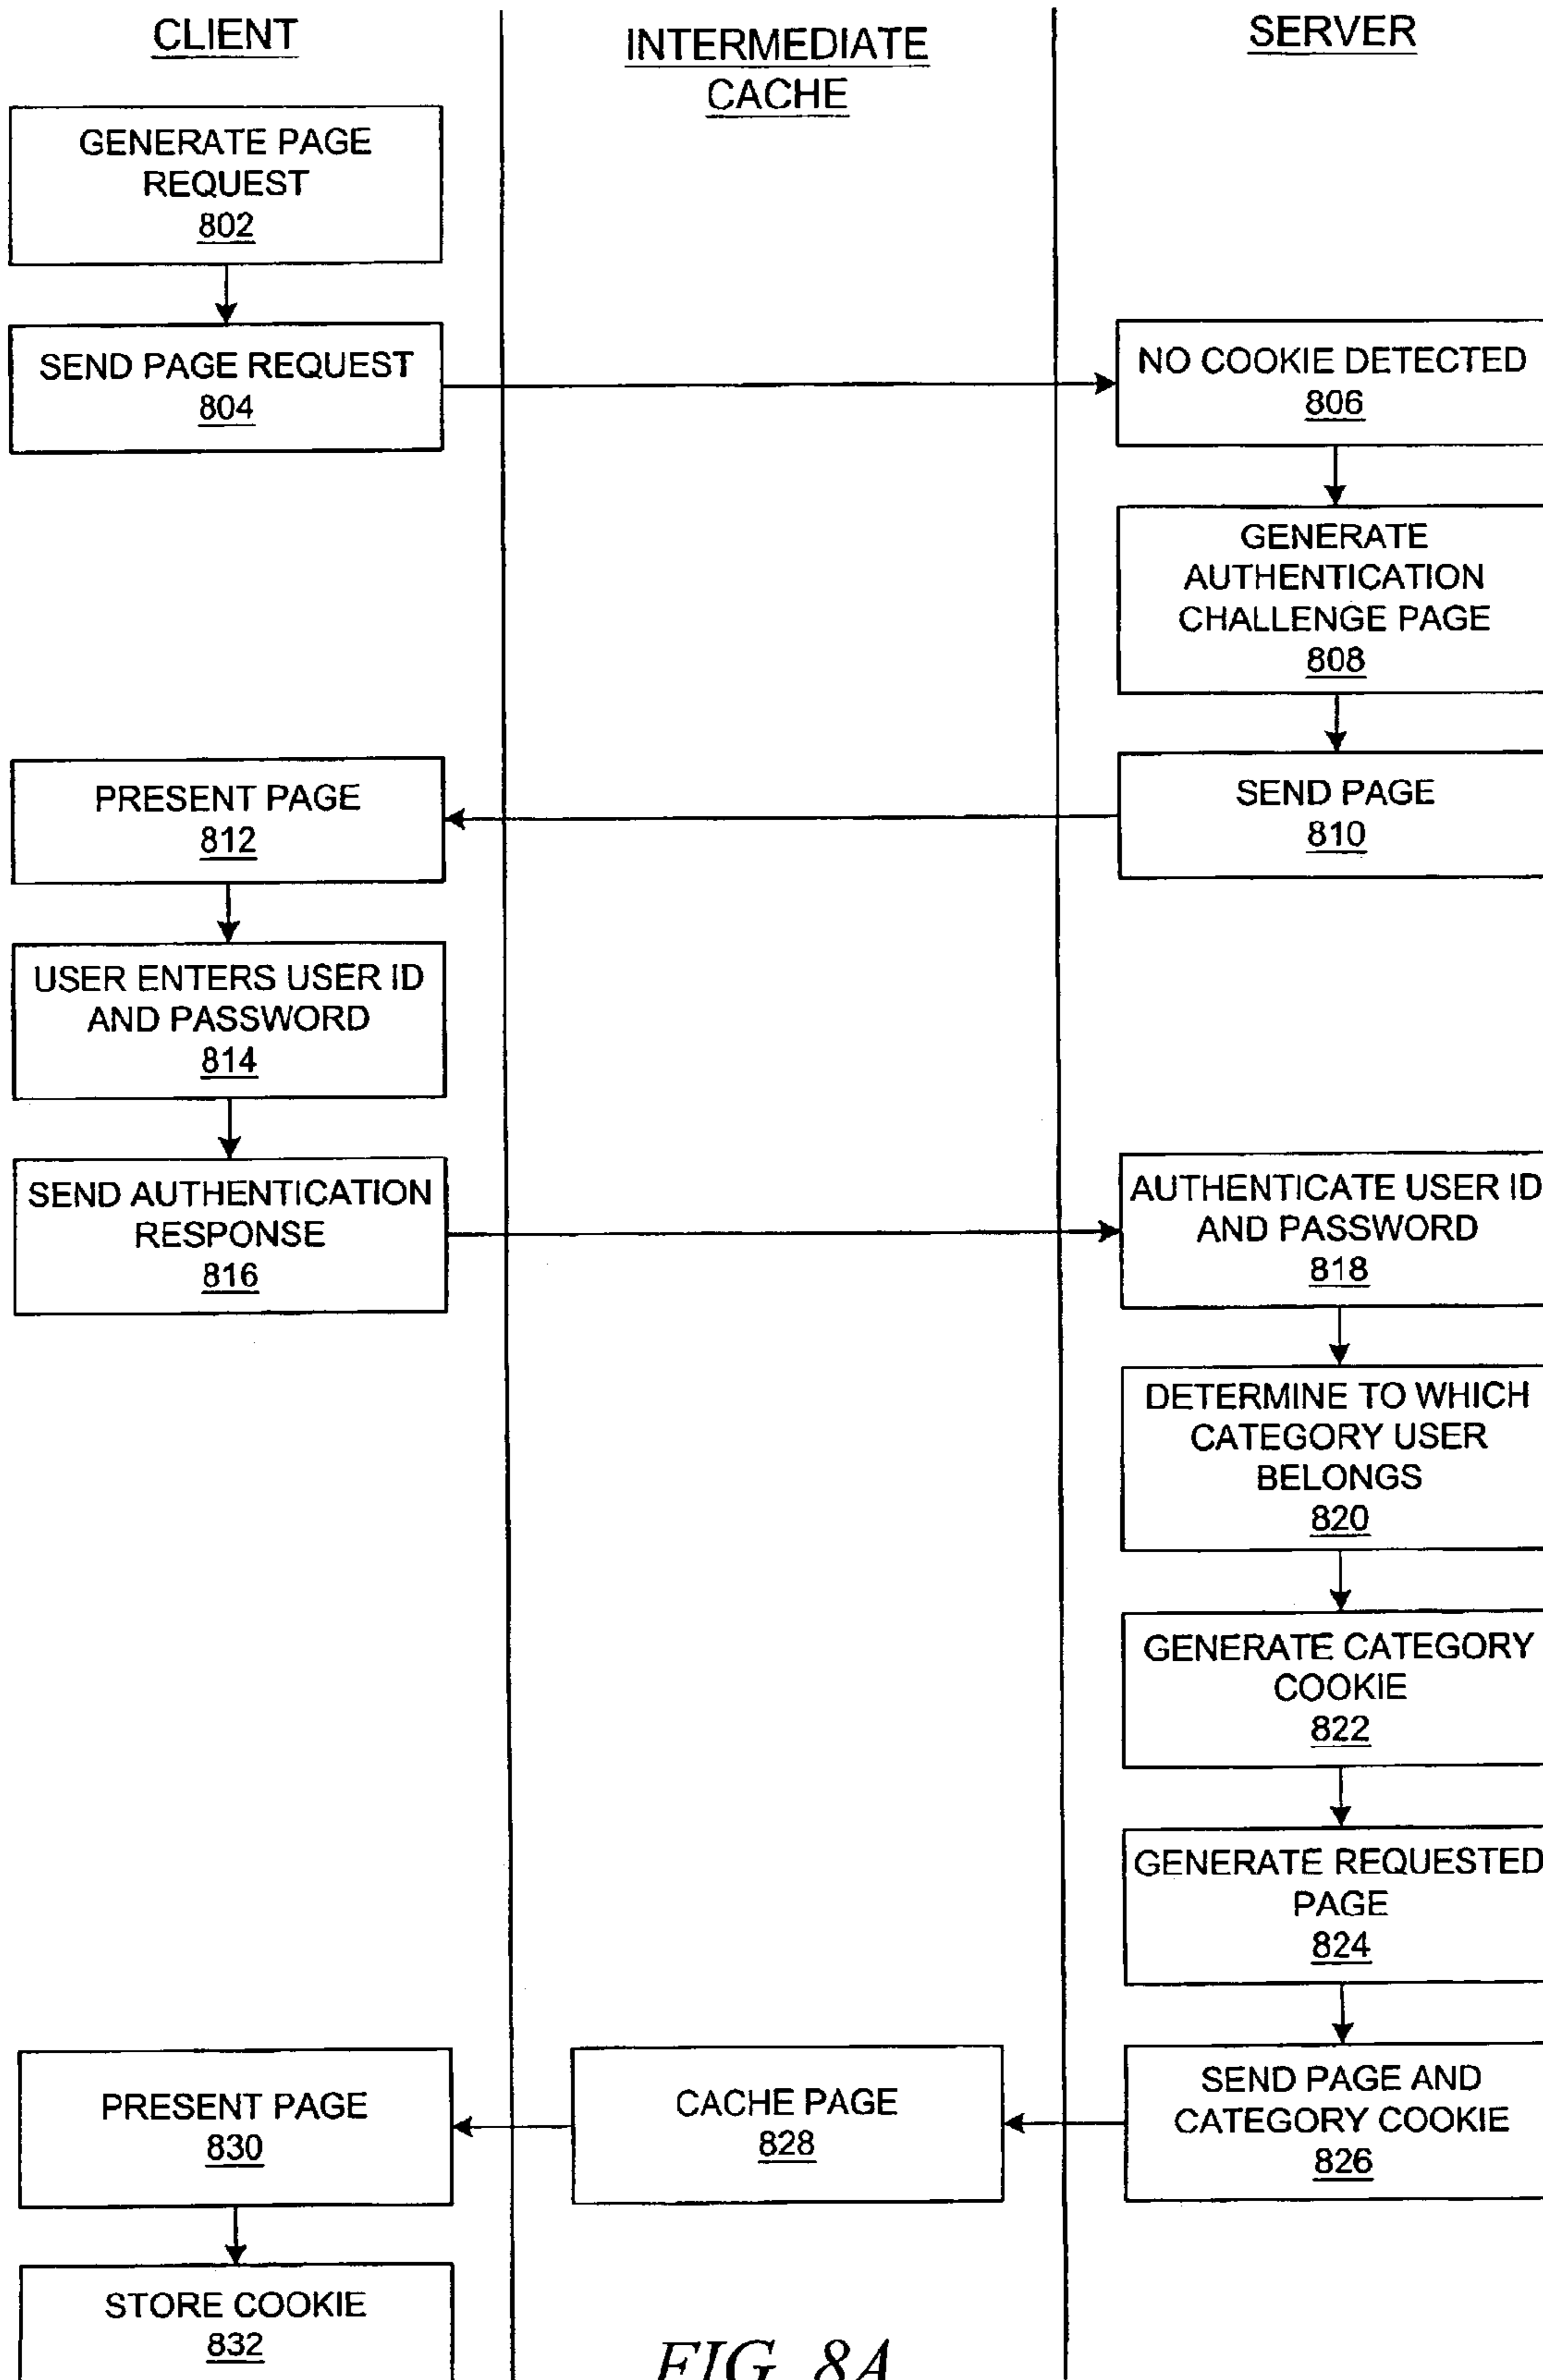 CLIENT
INTERMEDIATE
CACHE
SERVER
GENERATE PAGE
REQUEST
802
SEND PAGE REQUEST
804
NO COOKIE DETECTED
806
GENERATE
AUTHENTICATION
CHALLENGE PAGE
808
SEND PAGE
810
PRESENT PAGE
812
USER ENTERS USER ID
AND PASSWORD
814
SEND AUTHENTICATION
RESPONSE
816
AUTHENTICATE USER ID
AND PASSWORD
818
DETERMINE TO WHICH
CATEGORY USER
BELONGS
820
GENERATE CATEGORY
COOKIE
822
GENERATE REQUESTED
PAGE
824
SEND PAGE AND
CATEGORY COOKIE
826
CACHE PAGE
828
PRESENT PAGE
830
STORE COOKIE
832
FIG. 8A